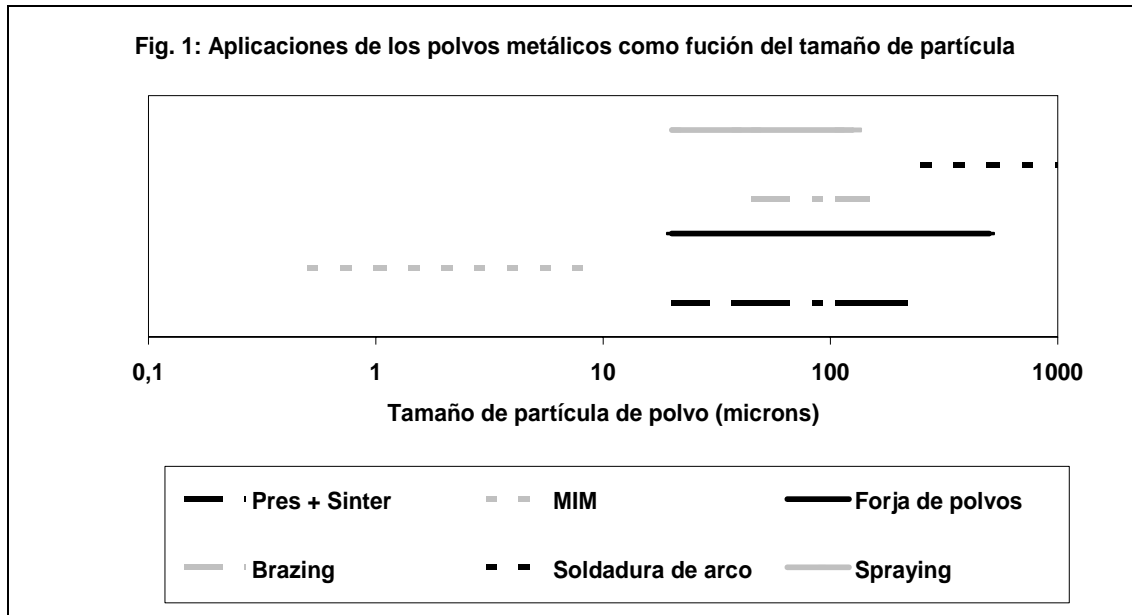 Fig. 1: Aplicaciones de los polvos metálicos como fución del tamaño de partícula
0,1 1 10 100 1000
Tamaño de partícula de polvo (microns)
Pres + Sinter MIM Forja de polvos
Brazing Soldadura de arco Spraying